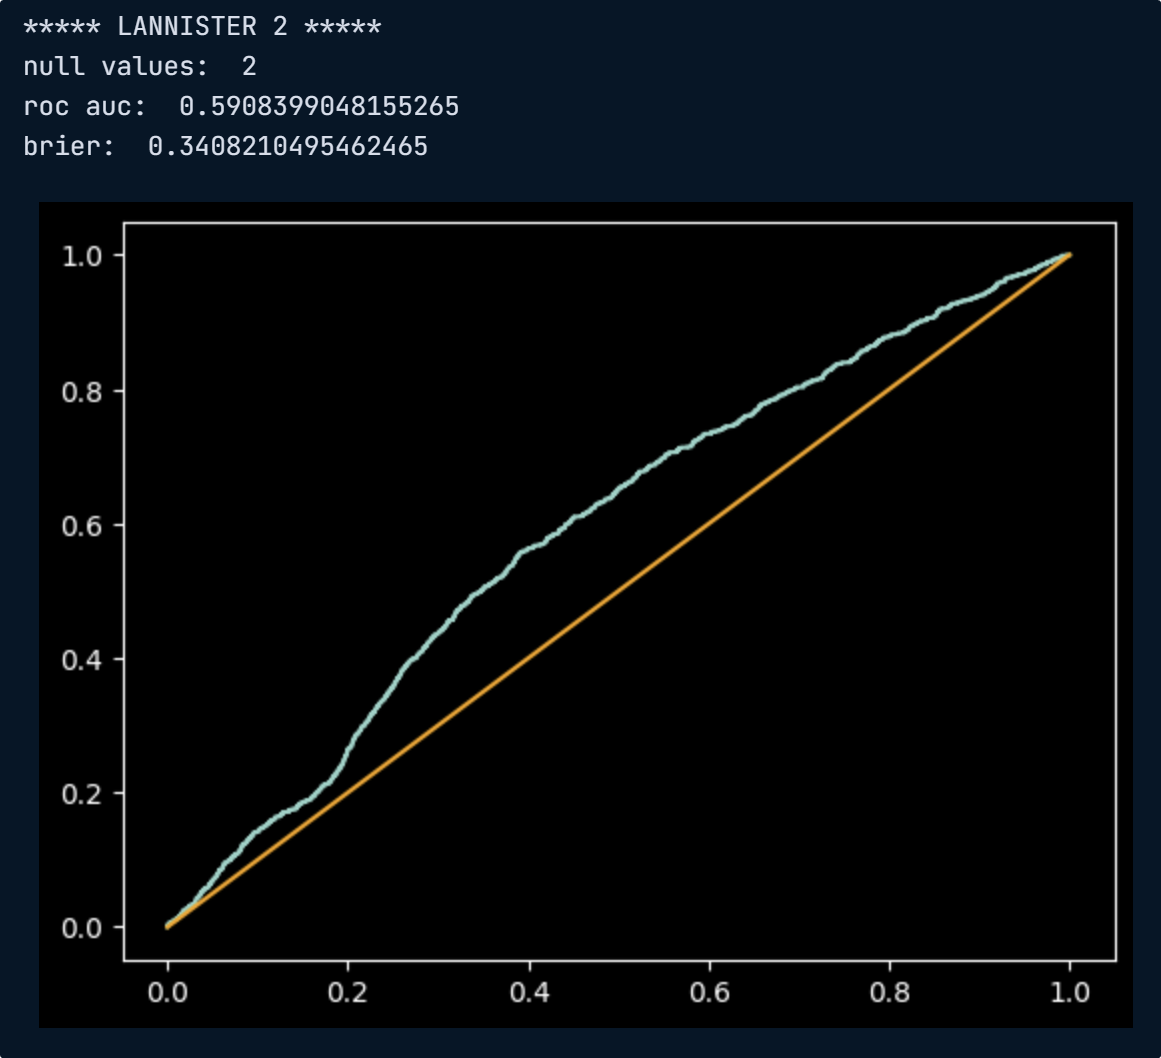 ***** LANNISTER 2 *****
null values:  2
roc auc:  0.5908399048155265
brier:  0.3408210495462465
1.0
0.8
0.6
0.4
0.2
0.0
0.0 0.2 0.4 0.6 0.8 1.0